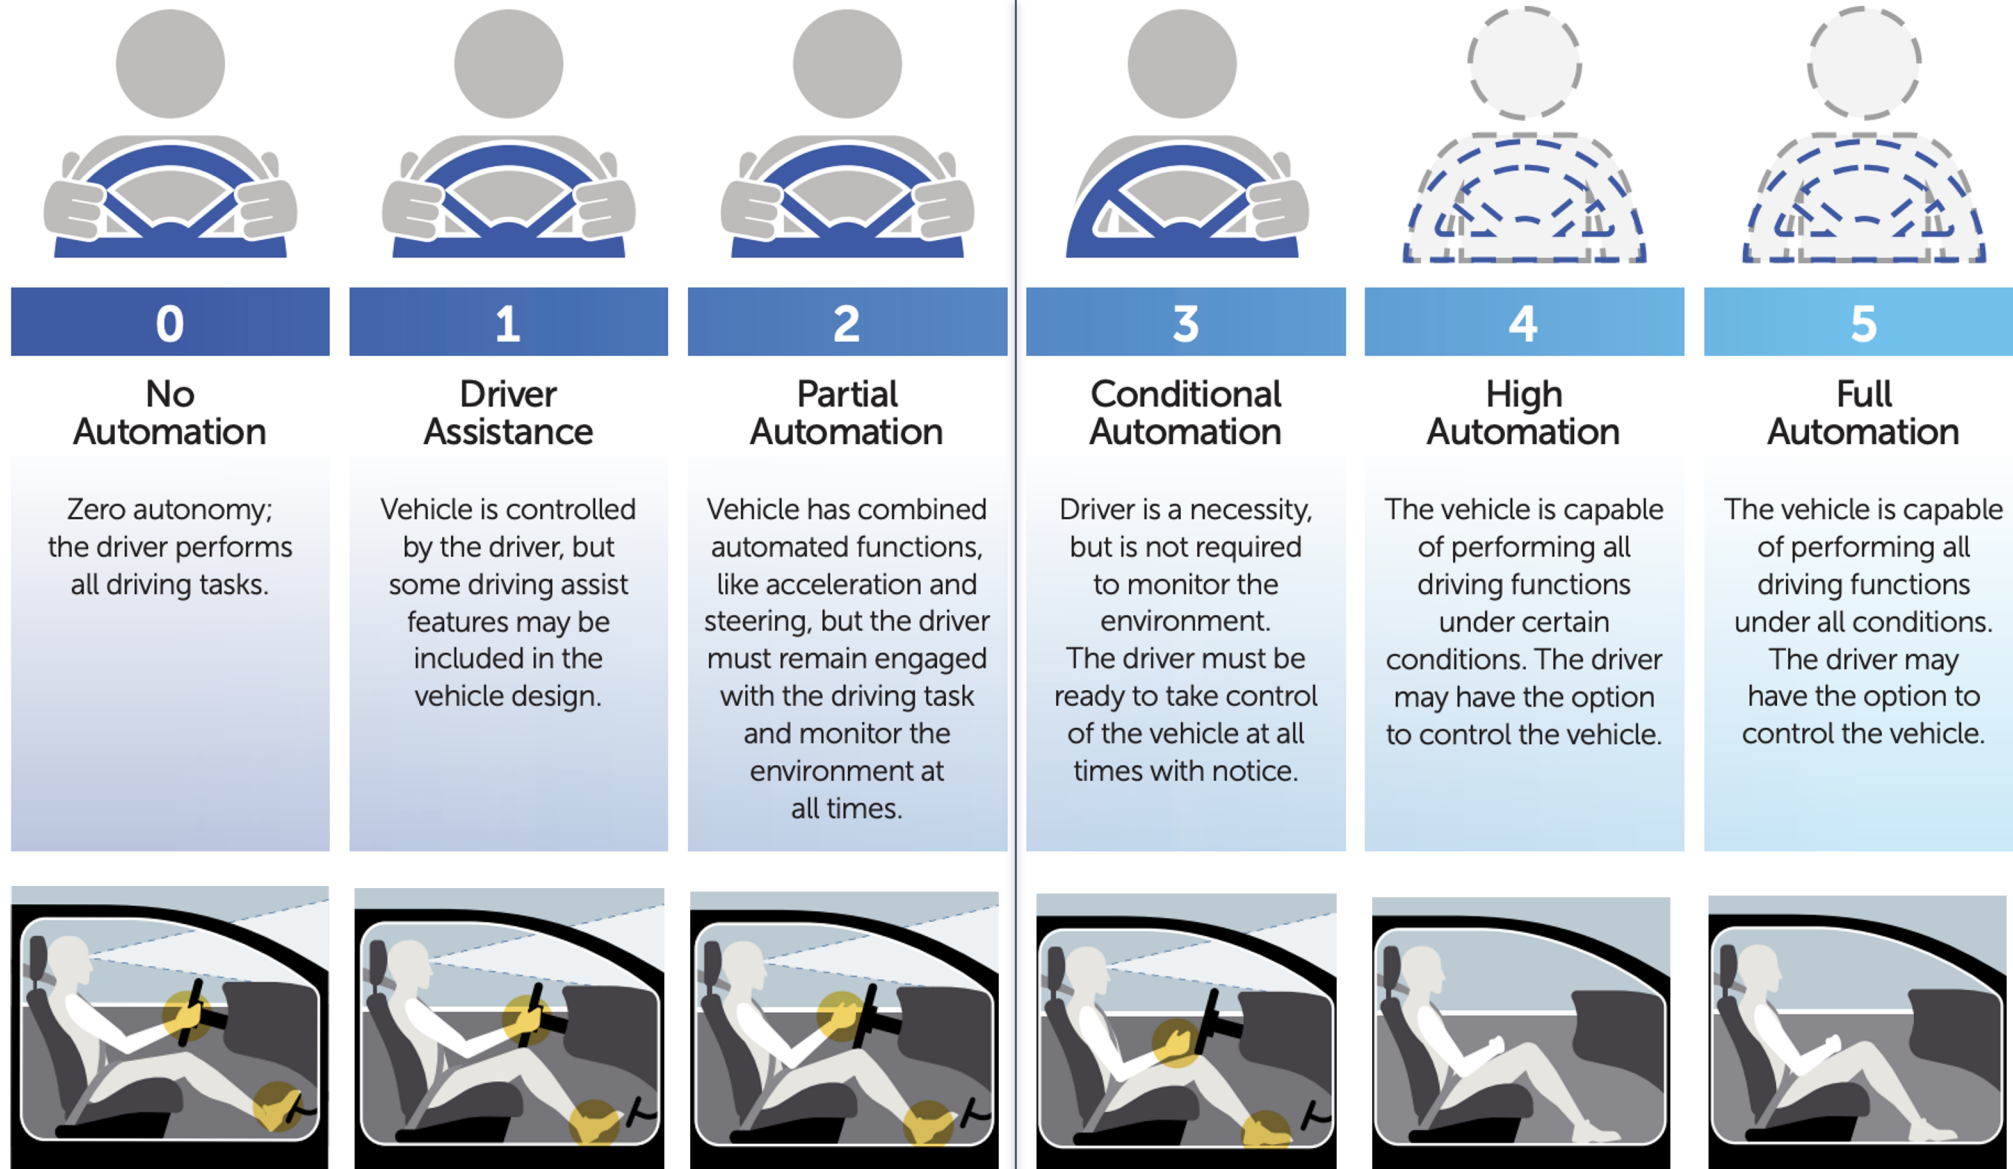 0
No
Automation
Zero autonomy;
the driver performs
all driving tasks.
1
Driver
Assistance
Vehicle is controlled
by the driver, but
some driving assist
features may be
included in the
vehicle design.
2
Partial
Automation
Vehicle has combined
automated functions,
like acceleration and
steering, but the driver
must remain engaged
with the driving task
and monitor the
environment at
all times.
3
Conditional
Automation
Driver is a necessity,
but is not required
to monitor the
environment.
The driver must be
ready to take control
of the vehicle at all
times with notice.
4
High
Automation
The vehicle is capable
of performing all
driving functions
under certain
conditions. The driver
may have the option
to control the vehicle.
5
Full
Automation
The vehicle is capable
of performing all
driving functions
under all conditions.
The driver may
have the option to
control the vehicle.